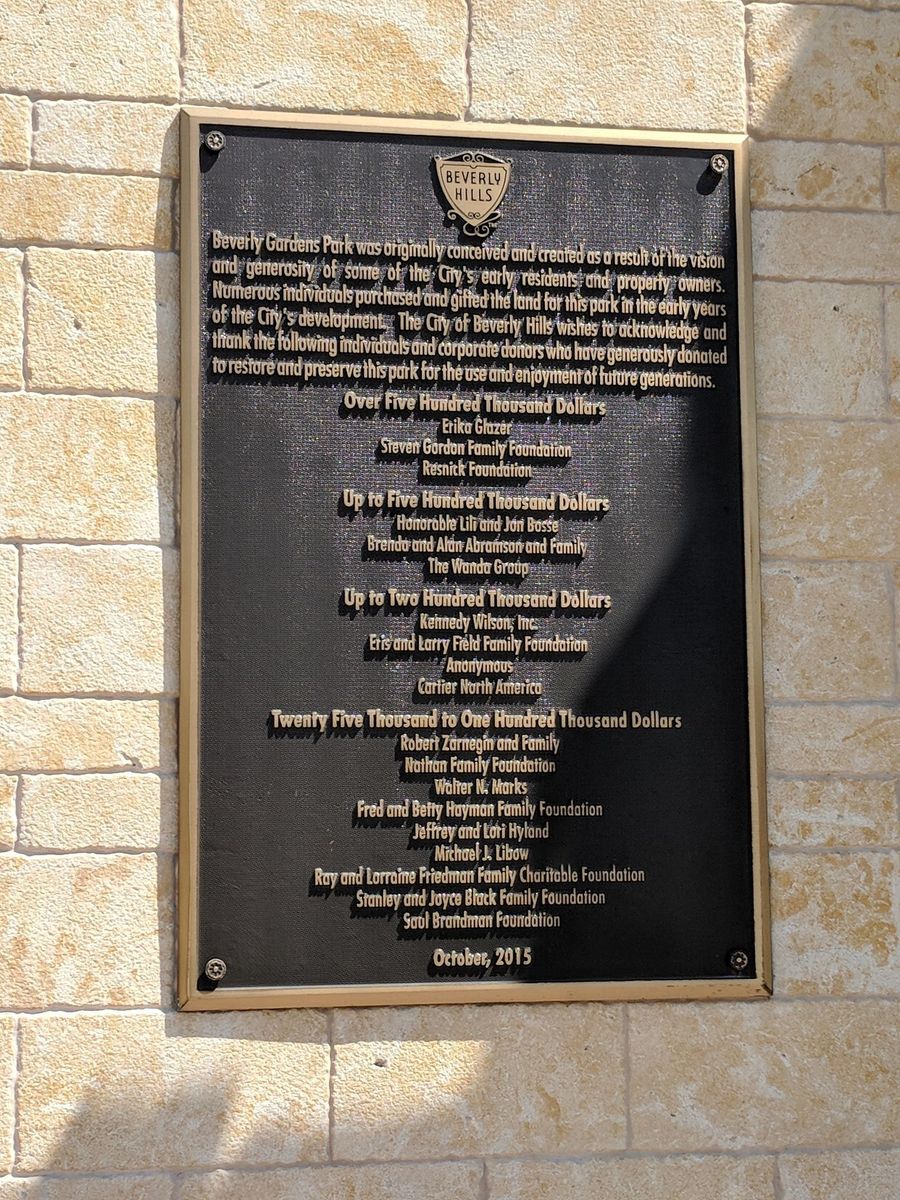 BEVERLY
HILLS
Beverly Gardens Park was originally conceived and created as a result of the vision
and generosity of some of the City's early residents and property owners.
Numerous individuals purchased and gifted the land for this park in the early years
of the City's development. The City of Beverly Hills wishes to acknowledge and
thank the following individuals and corporate donors who have generously donated
to restore and preserve this park for the use and enjoyment of future generations.
Over Five Hundred Thousand Dollars
Erika Glazer
Steven Gordon Family Foundation
Resnick Foundation
Up to Five Hundred Thousand Dollars
Honorable Lili and Jon Bosse
Brenda and Alan Abramson and Family
The Wanda Group
Up to Two Hundred Thousand Dollars
Kennedy Wilson, Inc.
Eris and Larry Field Family Foundation
Anonymous
Cartier North America
Twenty Five Thousand to One Hundred Thousand Dollars
Robert Zarnegin and Family
Nathan Family Foundation
Walter N. Marks
Fred and Betty Hayman Family Foundation
Jeffrey and Lori Hyland
Michael J. Libow
Ray and Lorraine Friedman Family Charitable Foundation
Stanley and Joyce Black Family Foundation
Saul Brandman Foundation
October, 2015